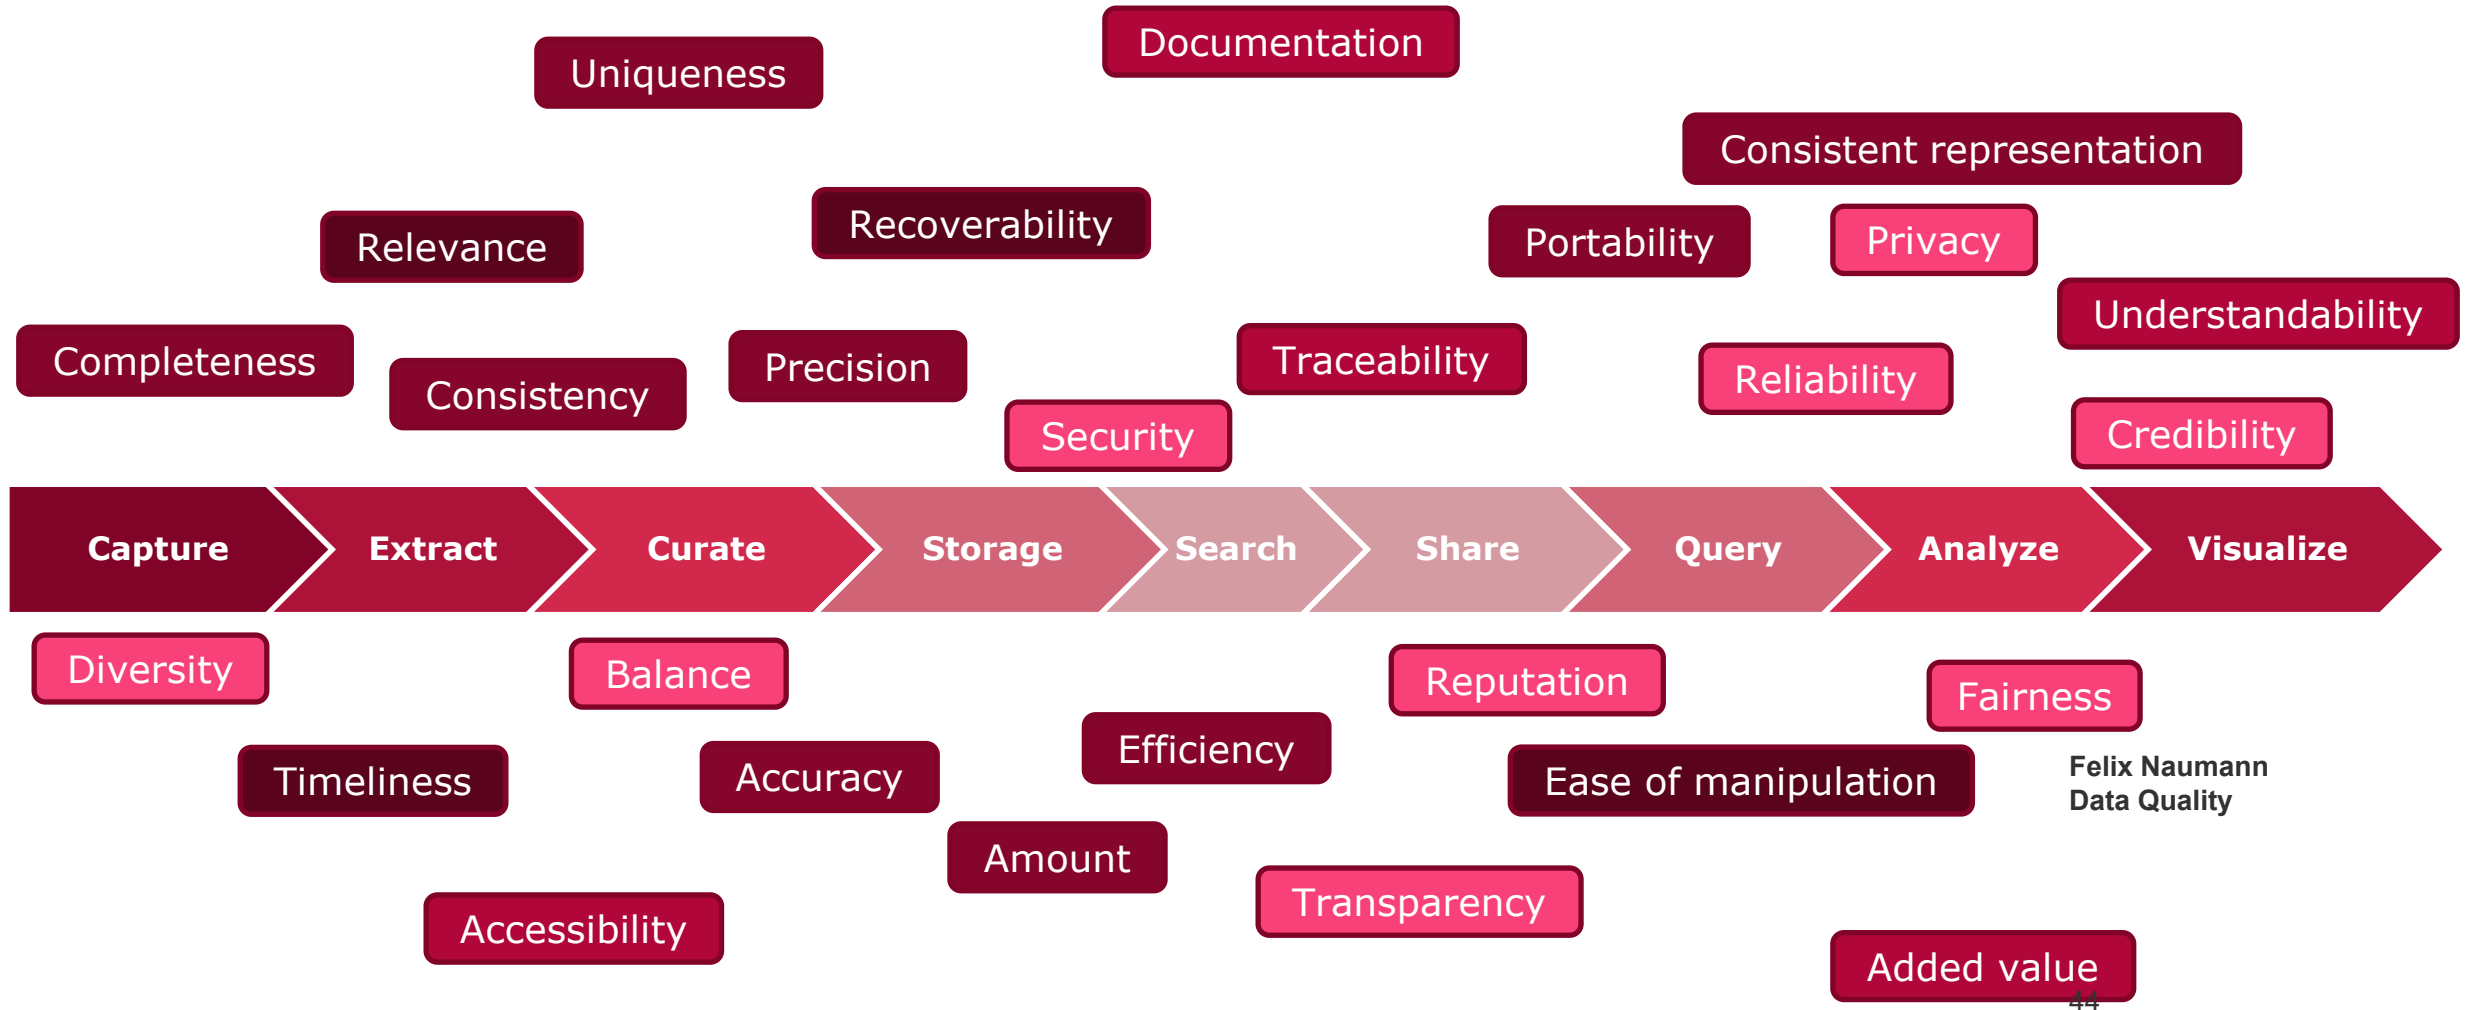 Documentation
Uniqueness
Consistent representation
Recoverability
Relevance
Portability
Privacy
Understandability
Completeness
Consistency
Precision
Traceability
Reliability
Security
Credibility
Capture
Extract
Curate
Storage
Search
Share
Query
Analyze
Visualize
Diversity
Balance
Reputation
Fairness
Efficiency
Timeliness
Accuracy
Ease of manipulation
Felix Naumann
Data Quality
Amount
Transparency
Accessibility
Added value
44